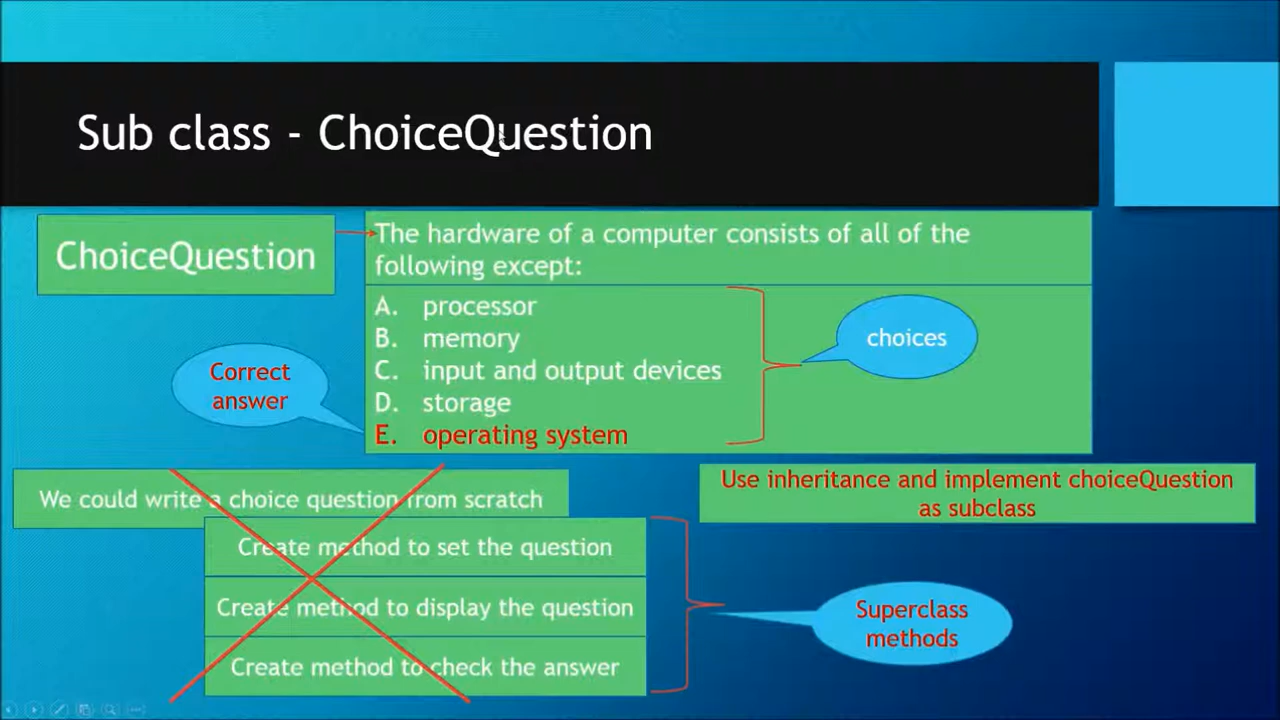 Sub class - ChoiceQuestion
ChoiceQuestion
The hardware of a computer consists of all of the
following except:
A. processor
B. memory
C. input and output devices
D. storage
E. operating system
choices
Correct
answer
We could write a choice question from scratch
Create method to set the question
Create method to display the question
Create method to check the answer
Use inheritance and implement choiceQuestion
as subclass
Superclass
methods